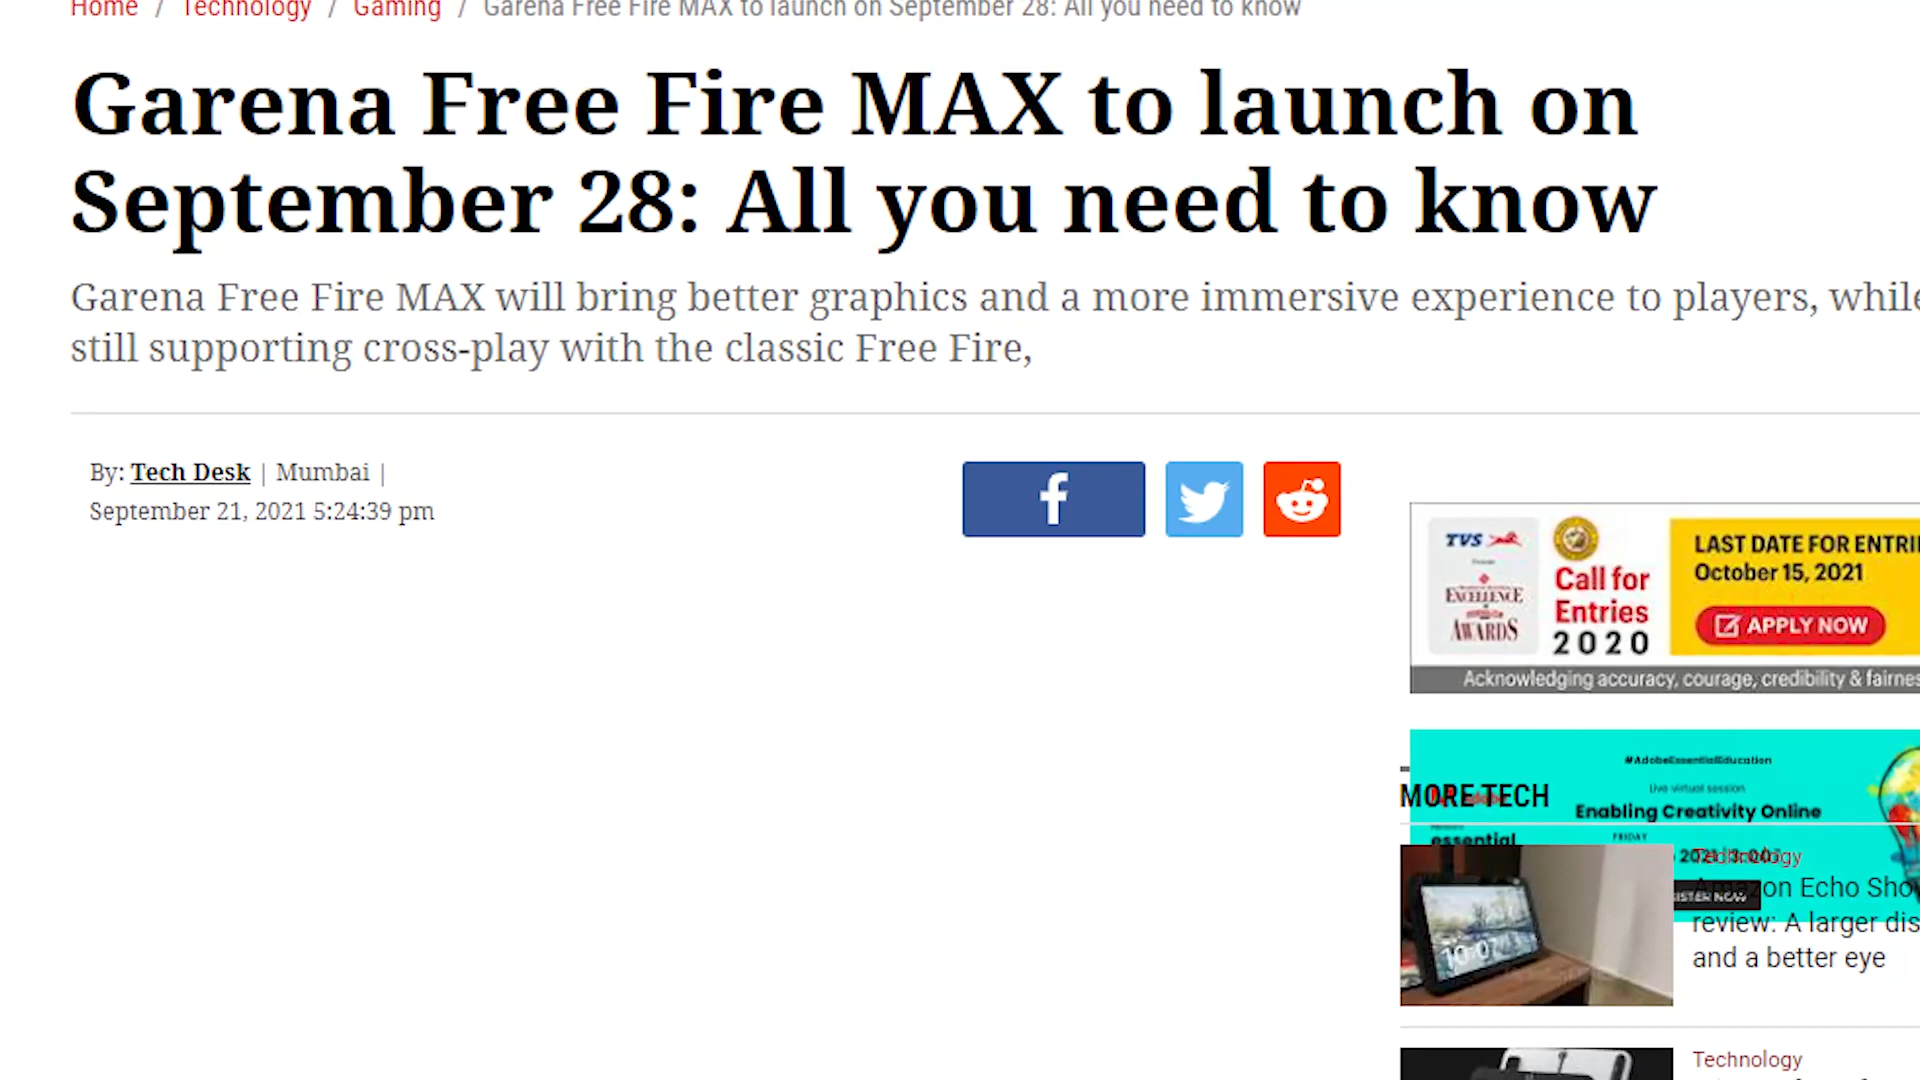 Home / Technology / Gaming / Garena Free Fire MAX to launch on September 28: All you need to know
Garena Free Fire MAX to launch on
September 28: All you need to know
Garena Free Fire MAX will bring better graphics and a more immersive experience to players, while
still supporting cross-play with the classic Free Fire,
By: Tech Desk | Mumbai |
September 21, 2021 5:24:39 pm
TVS
EXCELLENCE
AWARDS
Call for
Entries
2020
LAST DATE FOR ENTRI
October 15, 2021
APPLY NOW
Acknowledging accuracy, courage, credibility & fairnes
#AdobeEssentialEducation
Live virtual session
MORE TECH
Enabling Creativity Online
essential
FRIDAY
Technology
Amazon Echo Sho
review: A larger dis
and a better eye
10:07
Technology